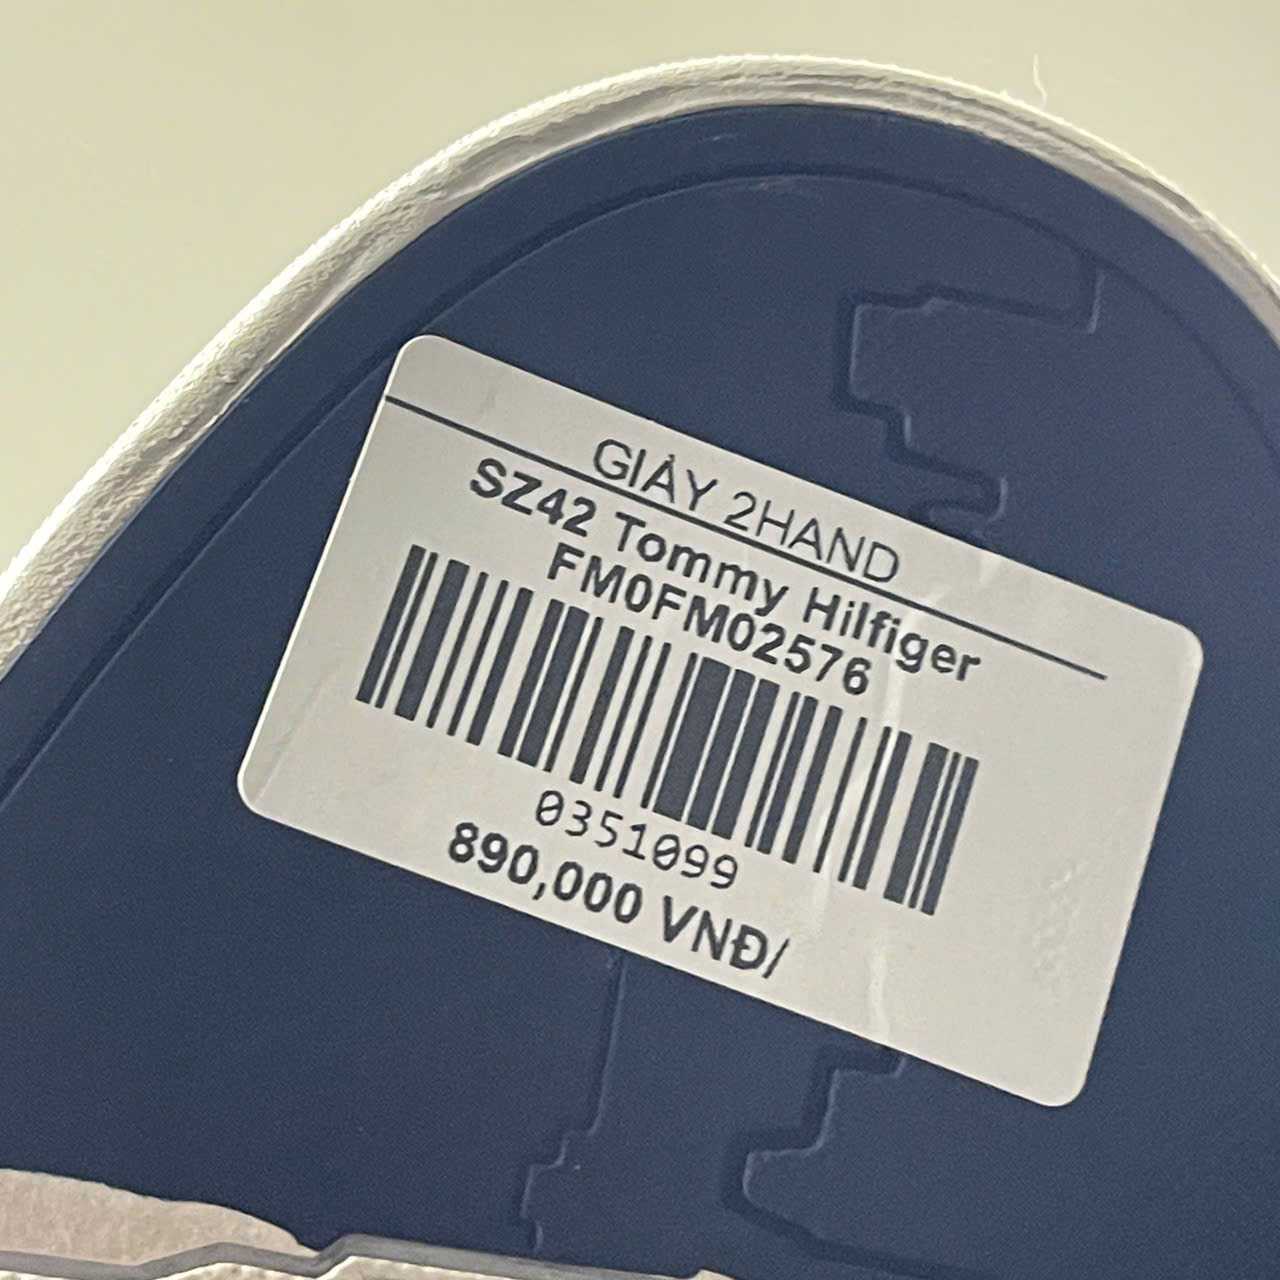 GIÀY 2HAND
SZ42 Tommy Hilfiger
FM0FM02576
0351099
890,000 VNĐ/